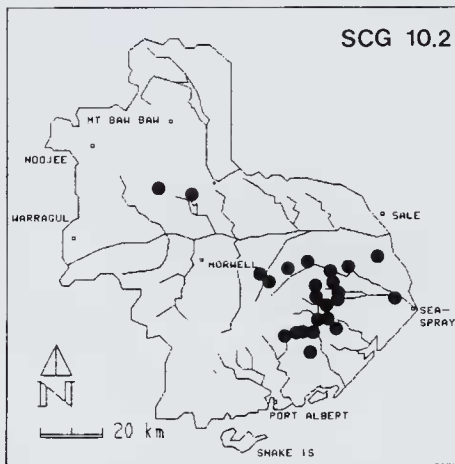 SCG 10.2
MT BAW BAW
NOOJEE
WARRAGUL
SALE
MORWELL
SEA-
SPRAY
PORT ALBERT
N
20 km
SNAKE IS